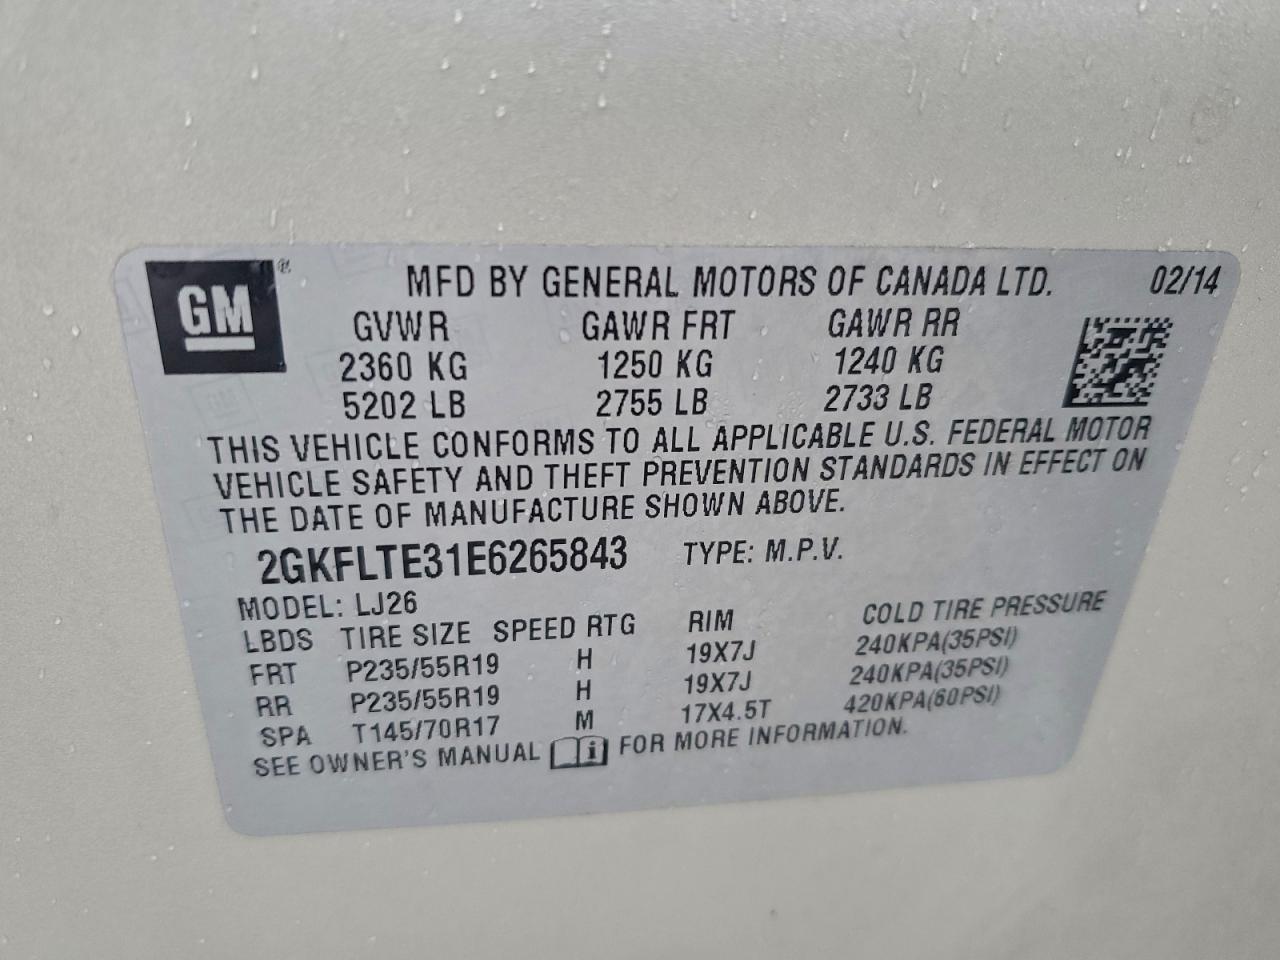 GM ®
MFD BY GENERAL MOTORS OF CANADA LTD. 02/14
GVWR GAWR FRT GAWR RR
2360 KG 1250 KG 1240 KG
5202 LB 2755 LB 2733 LB
THIS VEHICLE CONFORMS TO ALL APPLICABLE U.S. FEDERAL MOTOR
VEHICLE SAFETY AND THEFT PREVENTION STANDARDS IN EFFECT ON
THE DATE OF MANUFACTURE SHOWN ABOVE.
2GKFLTE31E6265843 TYPE: M.P.V.
MODEL: LJ26
LBDS TIRE SIZE SPEED RTG RIM COLD TIRE PRESSURE
FRT P235/55R19 H 19X7J 240KPA(35PSI)
RR P235/55R19 H 19X7J 240KPA(35PSI)
SPA T145/70R17 M 17X4.5T 420KPA(60PSI)
SEE OWNER'S MANUAL i FOR MORE INFORMATION.